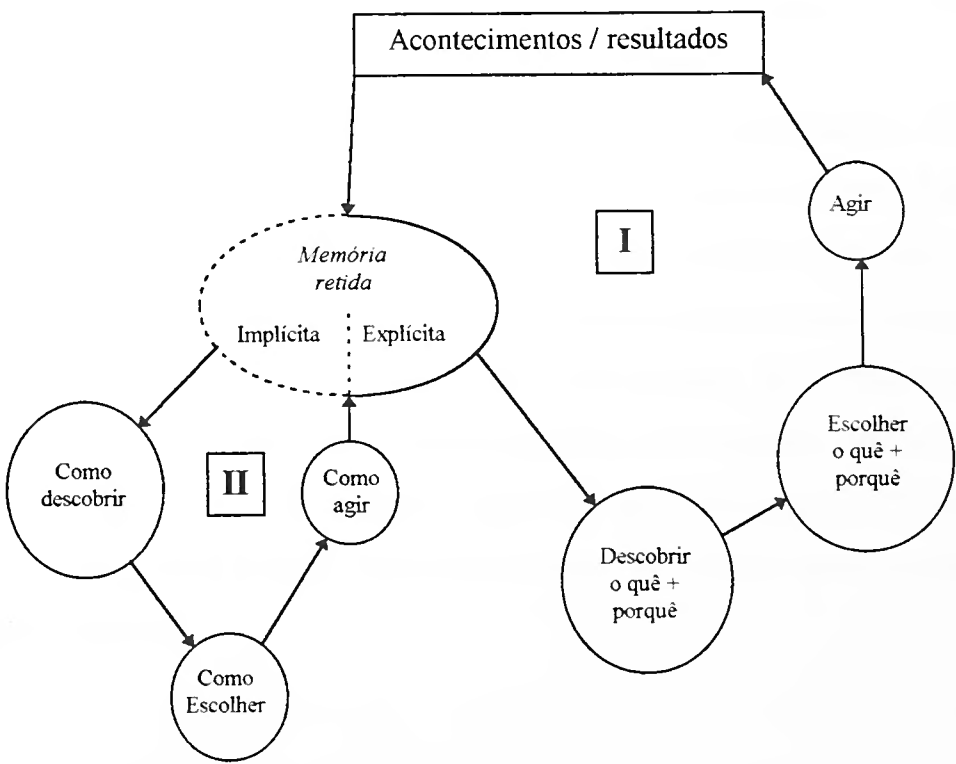 Acontecimentos / resultados
Agir
I
Memória
retida
Implícita
Explícita
Escolher
o quê +
porquê
Como
descobrir
II
Como
agir
Descobrir
o quê +
porquê
Como
Escolher